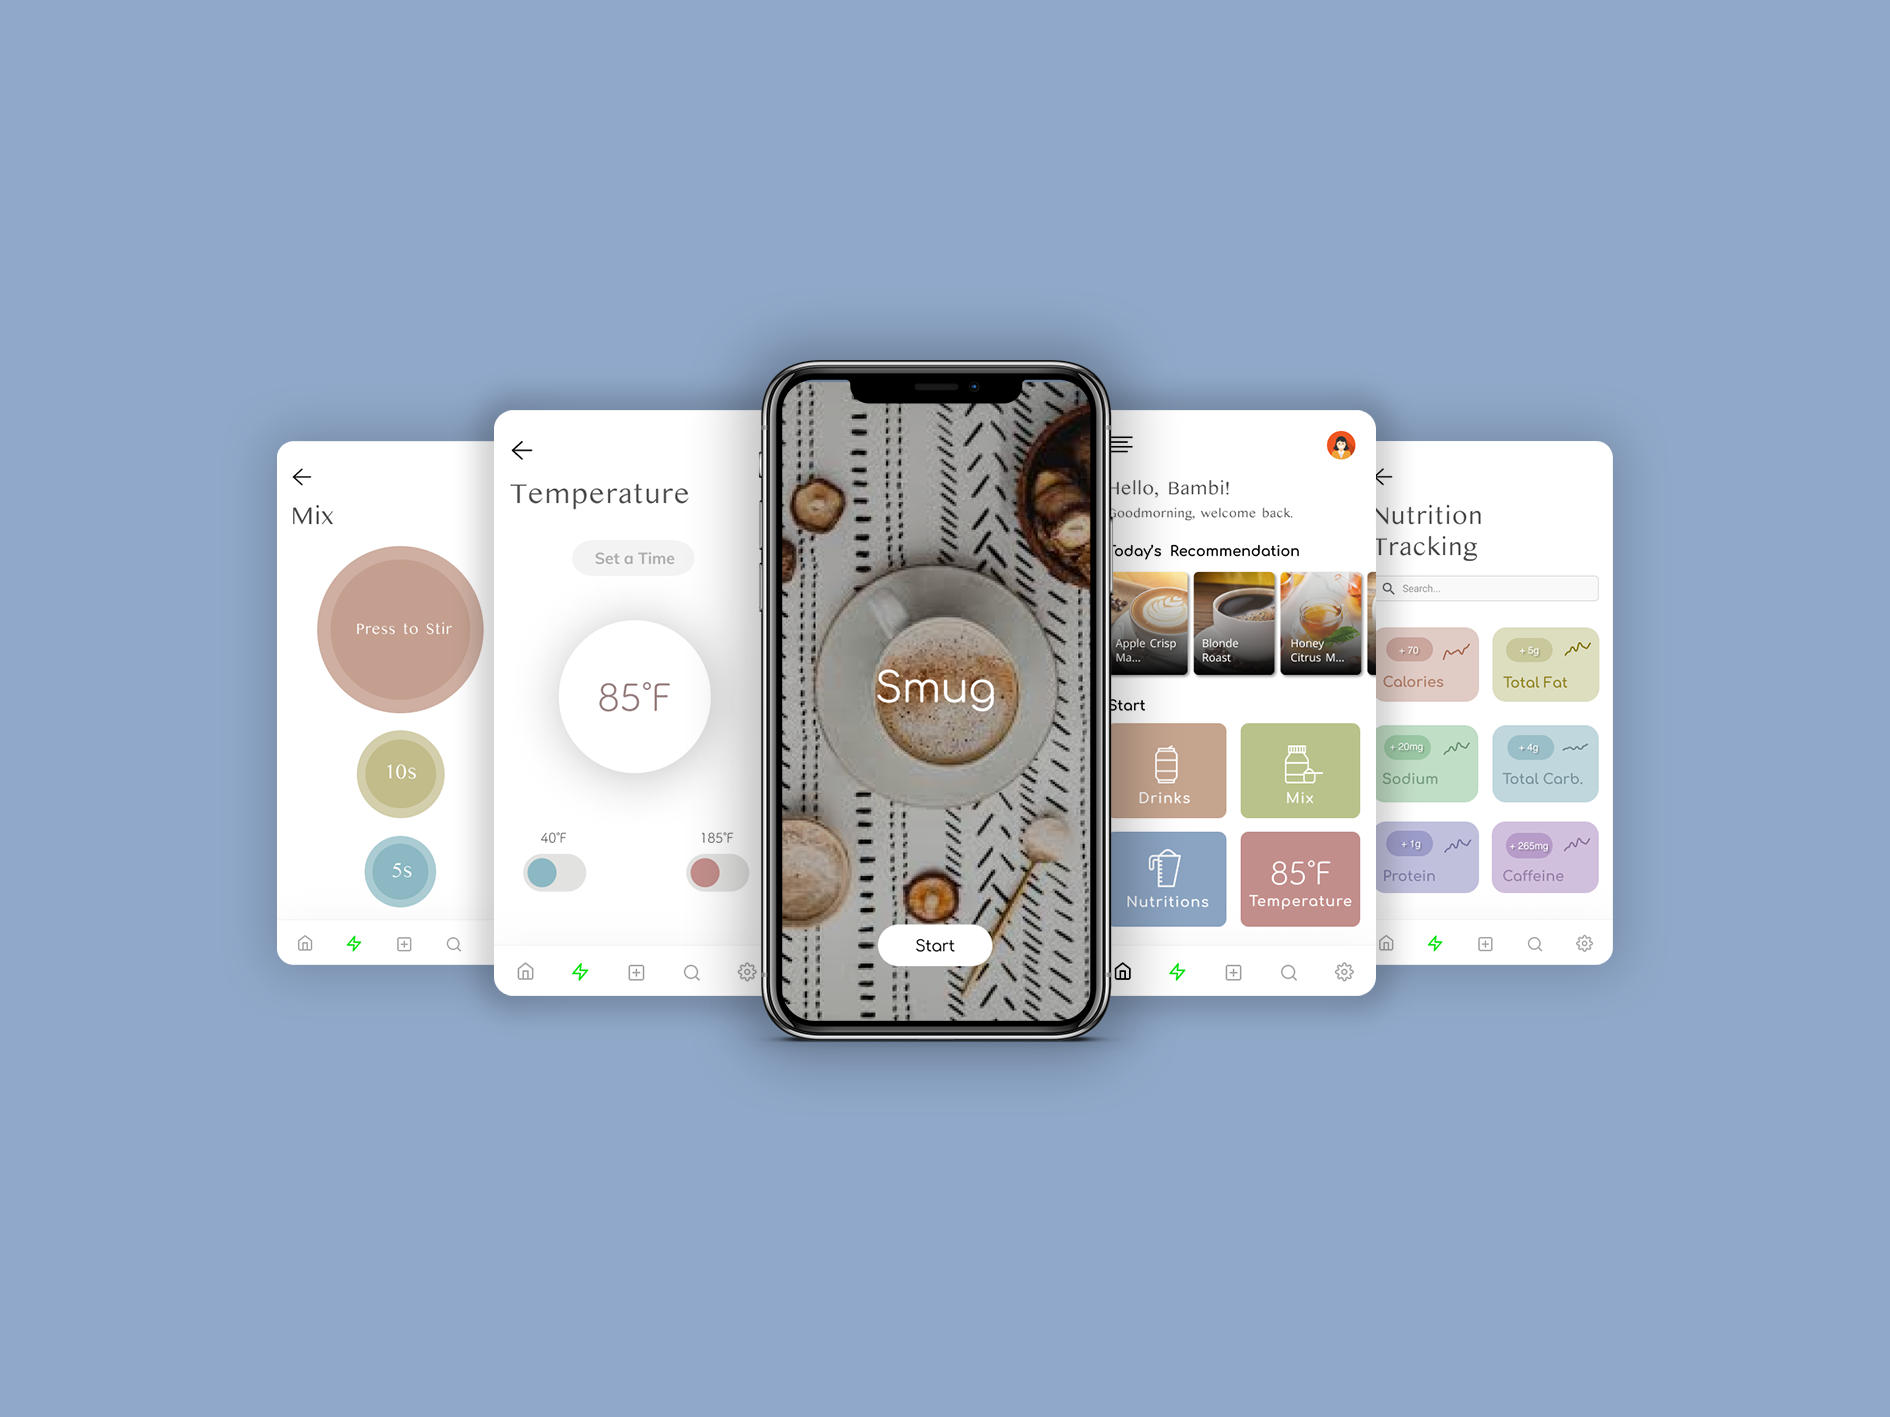 Mix
Press to Stir
10s
5s
Temperature
Set a Time
85°F
40°F
185°F
Smug
Start
Hello, Bambi!
Goodmorning, welcome back.
Today's Recommendation
Apple Crisp
Ma...
Blonde
Roast
Honey
Citrus M...
Start
Drinks
Mix
Nutritions
85°F
Temperature
Nutrition
Tracking
Search...
+ 70
Calories
+ 5g
Total Fat
+ 20mg
Sodium
+ 4g
Total Carb.
+ 1g
Protein
+ 265mg
Caffeine